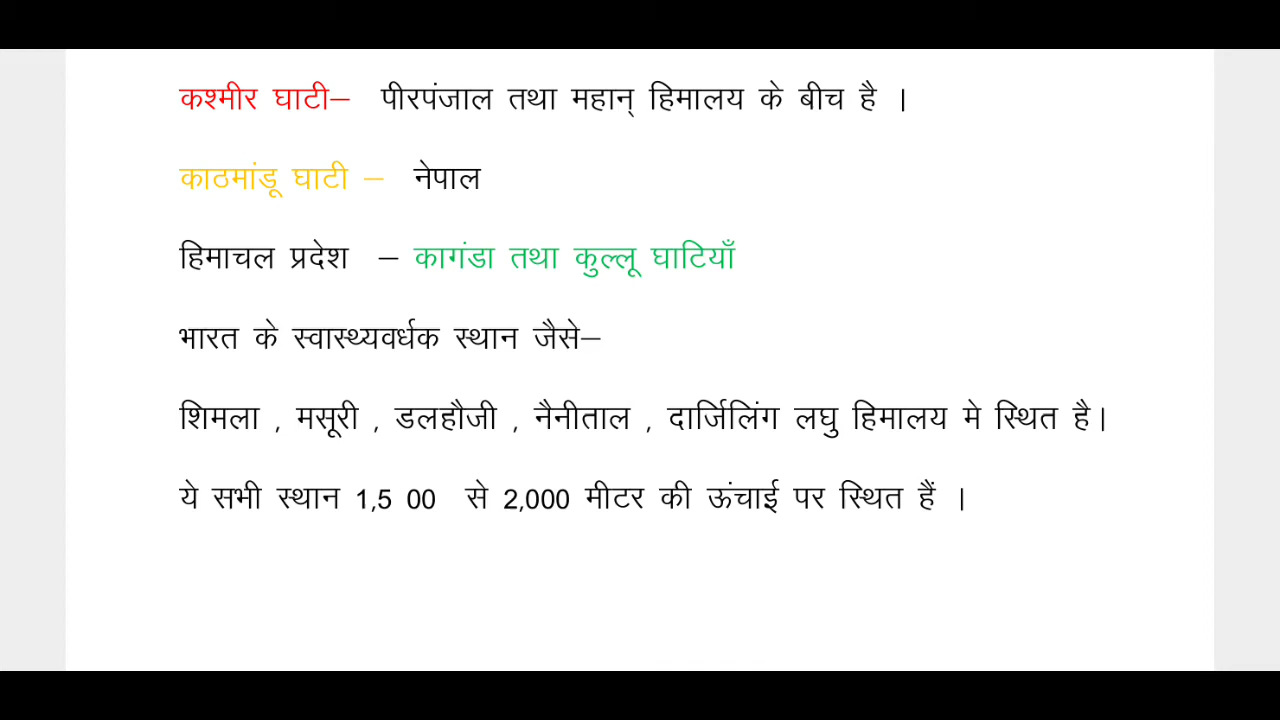 कश्मीर घाटी– पीरपंजाल तथा महान् हिमालय के बीच है ।
काठमांडू घाटी – नेपाल
हिमाचल प्रदेश – कागंडा तथा कुल्लू घाटियाँ
भारत के स्वास्थ्यवर्धक स्थान जैसे–
शिमला , मसूरी , डलहौजी , नैनीताल , दार्जिलिंग लघु हिमालय मे स्थित है।
ये सभी स्थान 1,5 00 से 2,000 मीटर की ऊंचाई पर स्थित हैं ।